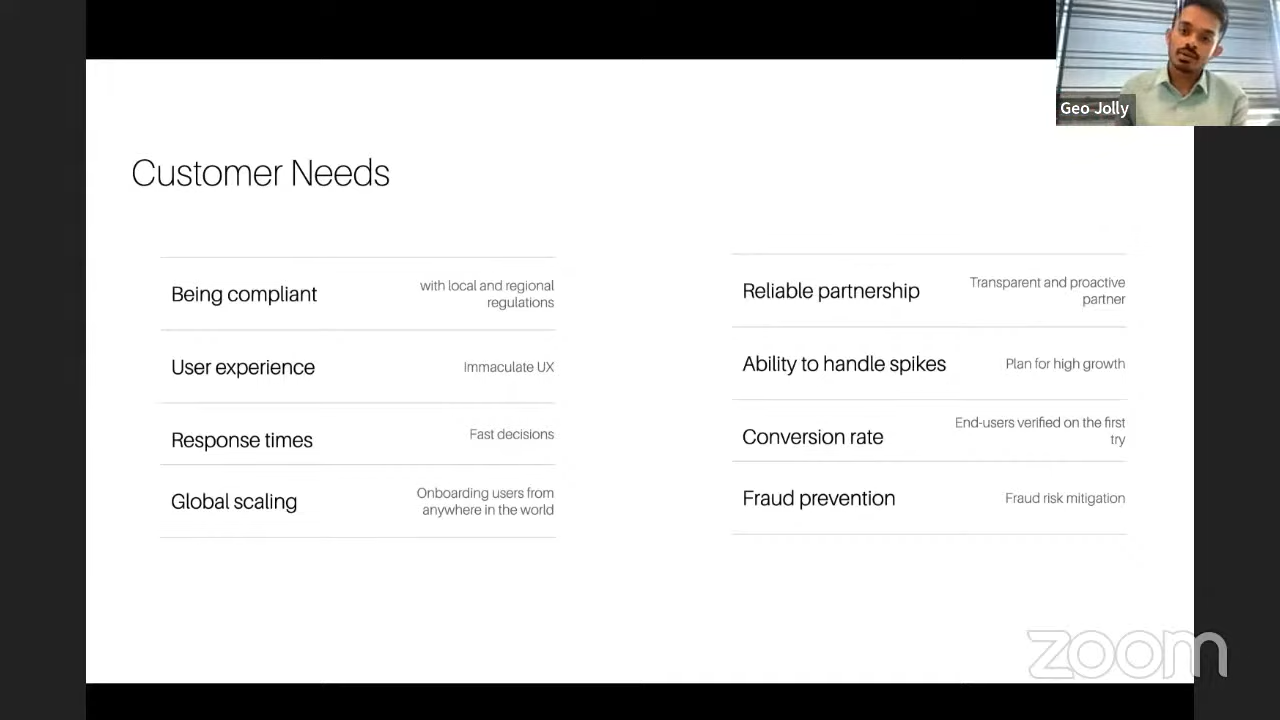 Geo Jolly
Customer Needs
Being compliant
with local and regional
regulations
User experience
Immaculate UX
Response times
Fast decisions
Global scaling
Onboarding users from
anywhere in the world
Reliable partnership
Transparent and proactive
partner
Ability to handle spikes
Plan for high growth
Conversion rate
End-users verified on the first
try
Fraud prevention
Fraud risk mitigation
zoom